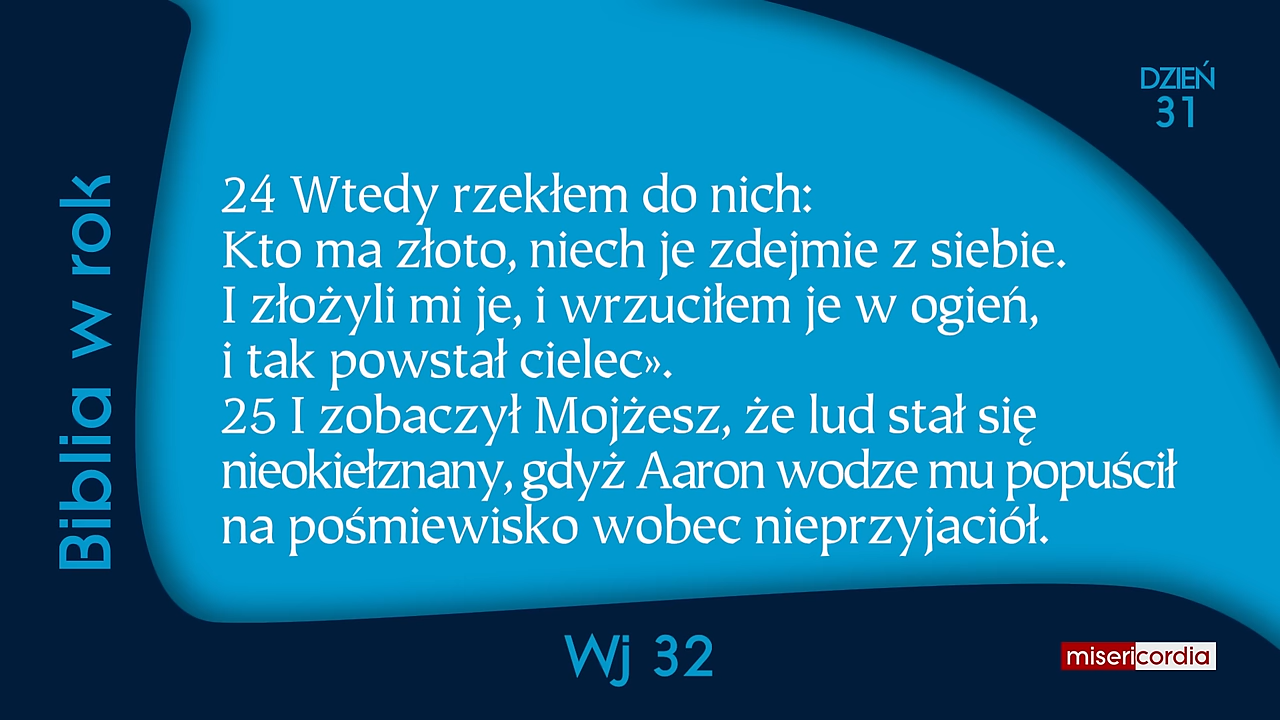 DZIEŃ
31
Biblia w rok
24 Wtedy rzekłem do nich:
Kto ma złoto, niech je zdejmie z siebie.
I złożyli mi je, i wrzuciłem je w ogień,
i tak powstał cielec».
25 I zobaczył Mojżesz, że lud stał się
nieokiełznany, gdyż Aaron wodze mu popuścił
na pośmiewisko wobec nieprzyjaciół.
Wj 32
misericordia